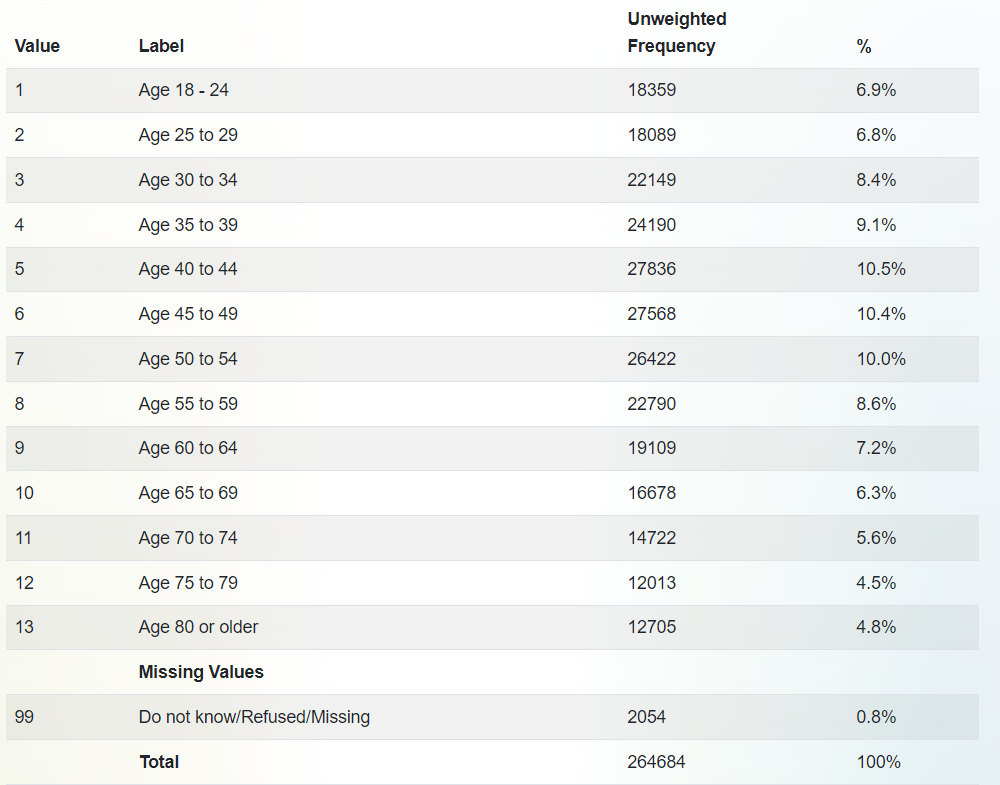 Value Label Unweighted Frequency %
1 Age 18 - 24 18359 6.9%
2 Age 25 to 29 18089 6.8%
3 Age 30 to 34 22149 8.4%
4 Age 35 to 39 24190 9.1%
5 Age 40 to 44 27836 10.5%
6 Age 45 to 49 27568 10.4%
7 Age 50 to 54 26422 10.0%
8 Age 55 to 59 22790 8.6%
9 Age 60 to 64 19109 7.2%
10 Age 65 to 69 16678 6.3%
11 Age 70 to 74 14722 5.6%
12 Age 75 to 79 12013 4.5%
13 Age 80 or older 12705 4.8%
Missing Values
99 Do not know/Refused/Missing 2054 0.8%
Total 264684 100%